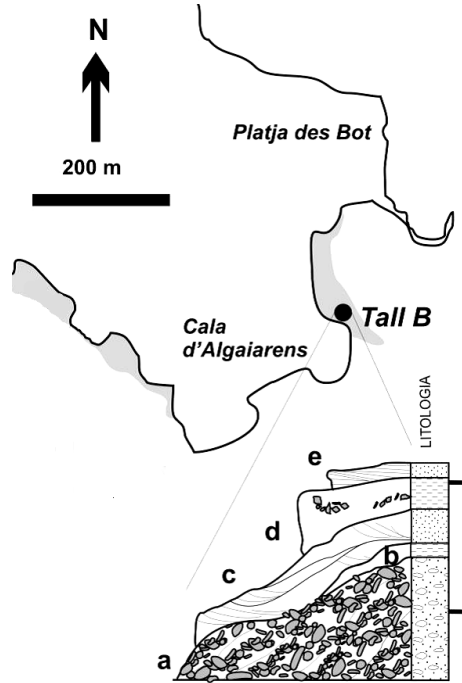 N
200 m
Platja des Bot
Cala
d'Algaiarens
Tall B
LITOLOGIA
e
d
b
c
a